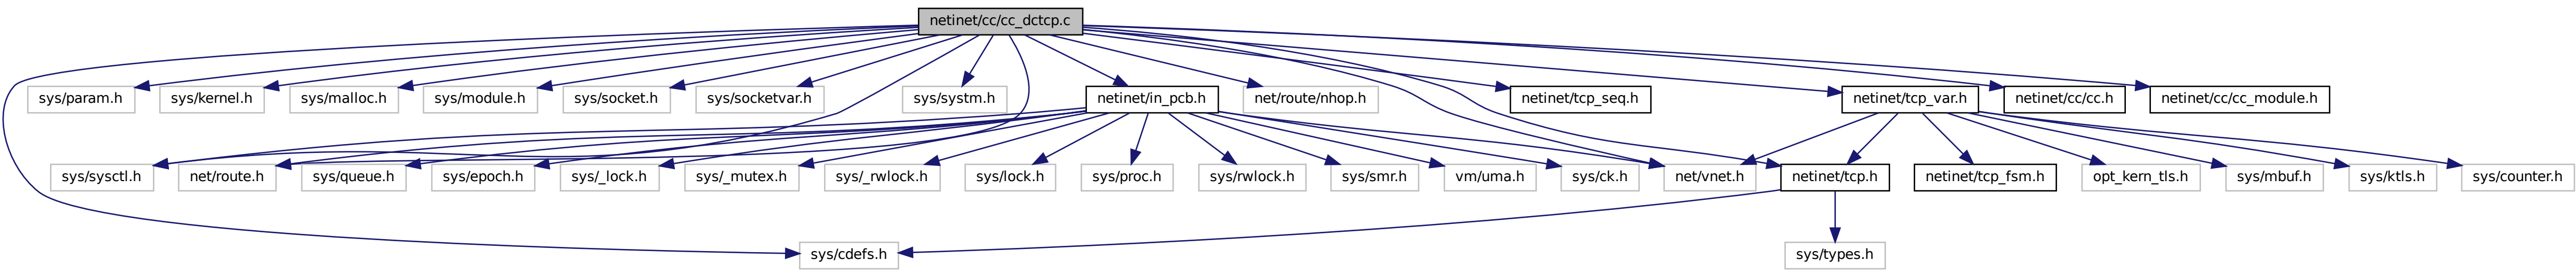 netinet/cc/cc_dctcp.c
sys/param.h
sys/kernel.h
sys/malloc.h
sys/module.h
sys/socket.h
sys/socketvar.h
sys/systm.h
netinet/in_pcb.h
net/route/nhop.h
netinet/tcp_seq.h
netinet/tcp_var.h
netinet/cc/cc.h
netinet/cc/cc_module.h
sys/sysctl.h
net/route.h
sys/queue.h
sys/epoch.h
sys/_lock.h
sys/_mutex.h
sys/_rwlock.h
sys/lock.h
sys/proc.h
sys/rwlock.h
sys/smr.h
vm/uma.h
sys/ck.h
net/vnet.h
netinet/tcp.h
netinet/tcp_fsm.h
opt_kern_tls.h
sys/mbuf.h
sys/ktls.h
sys/counter.h
sys/cdefs.h
sys/types.h